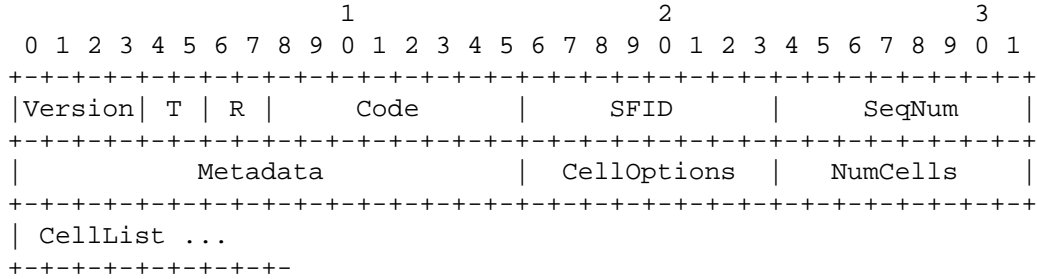 1                   2                   3
 0 1 2 3 4 5 6 7 8 9 0 1 2 3 4 5 6 7 8 9 0 1 2 3 4 5 6 7 8 9 0 1
+-+-+-+-+-+-+-+-+-+-+-+-+-+-+-+-+-+-+-+-+-+-+-+-+-+-+-+-+-+-+-+-+
|Version| T | R |     Code      |     SFID      |     SeqNum    |
+-+-+-+-+-+-+-+-+-+-+-+-+-+-+-+-+-+-+-+-+-+-+-+-+-+-+-+-+-+-+-+-+
|           Metadata            |  CellOptions  |   NumCells    |
+-+-+-+-+-+-+-+-+-+-+-+-+-+-+-+-+-+-+-+-+-+-+-+-+-+-+-+-+-+-+-+-+
| CellList ...
+-+-+-+-+-+-+-+-+-